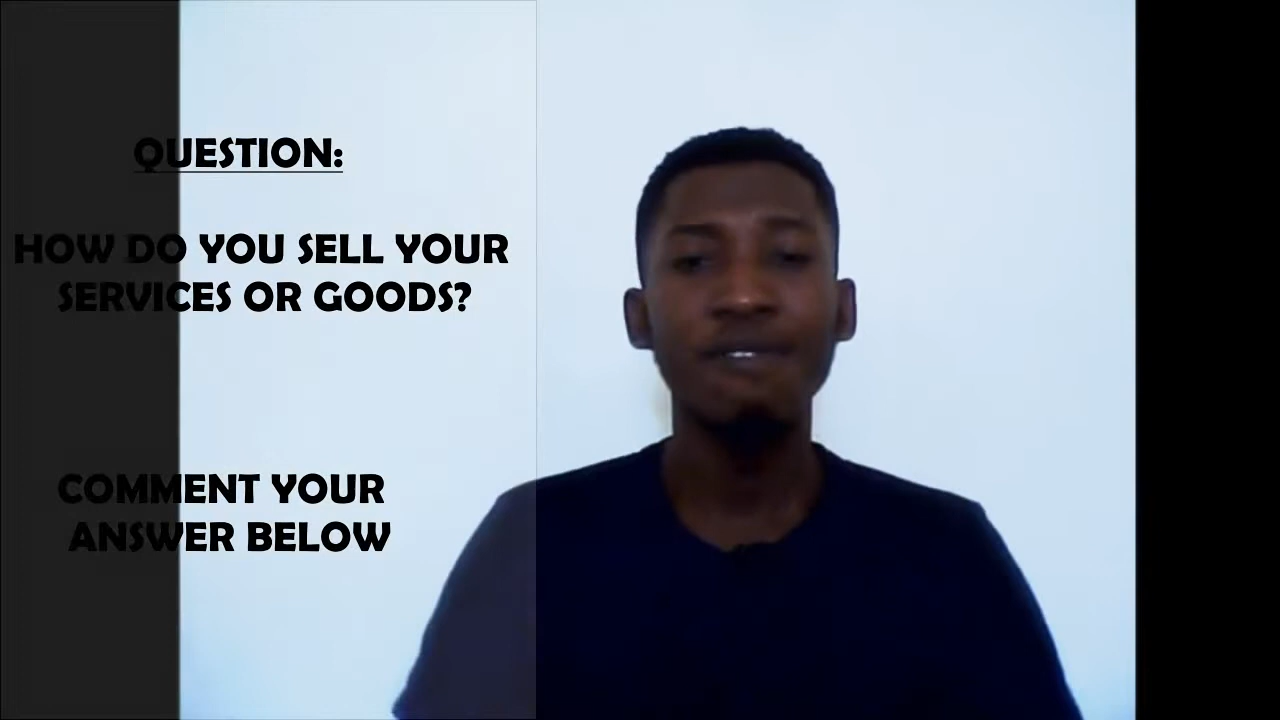 QUESTION:
HOW DO YOU SELL YOUR
SERVICES OR GOODS?
COMMENT YOUR
ANSWER BELOW